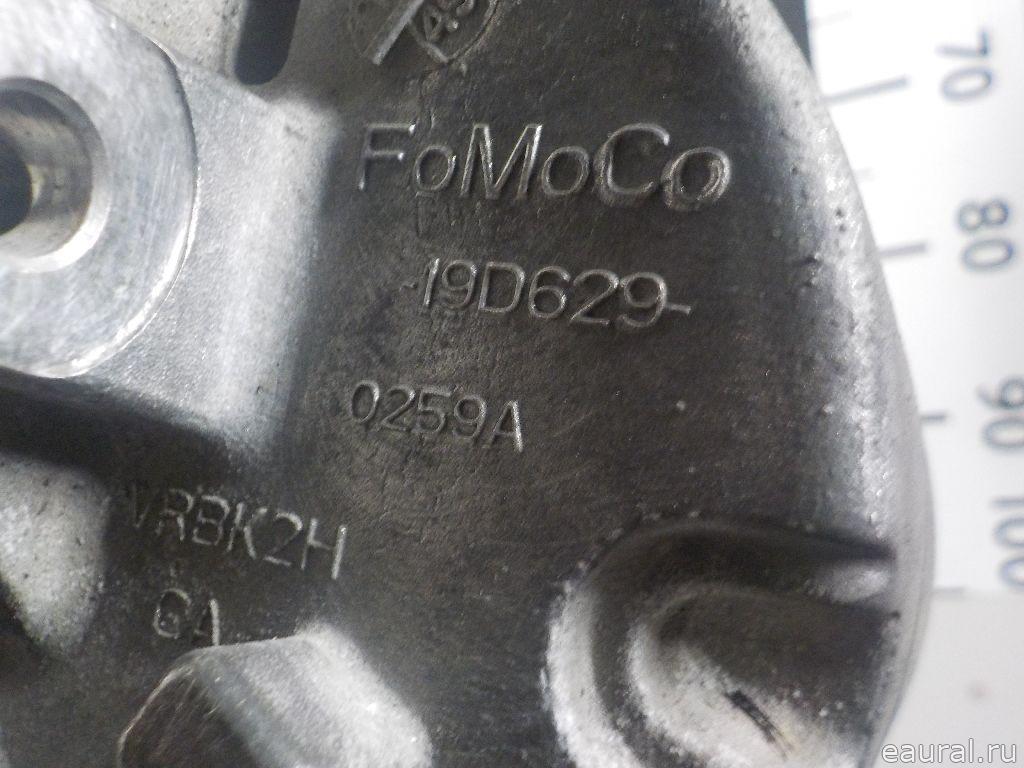 FoMoCo
-19D629-
0259A
VRBK2H
GA
70
80
90
100
eaural.ru